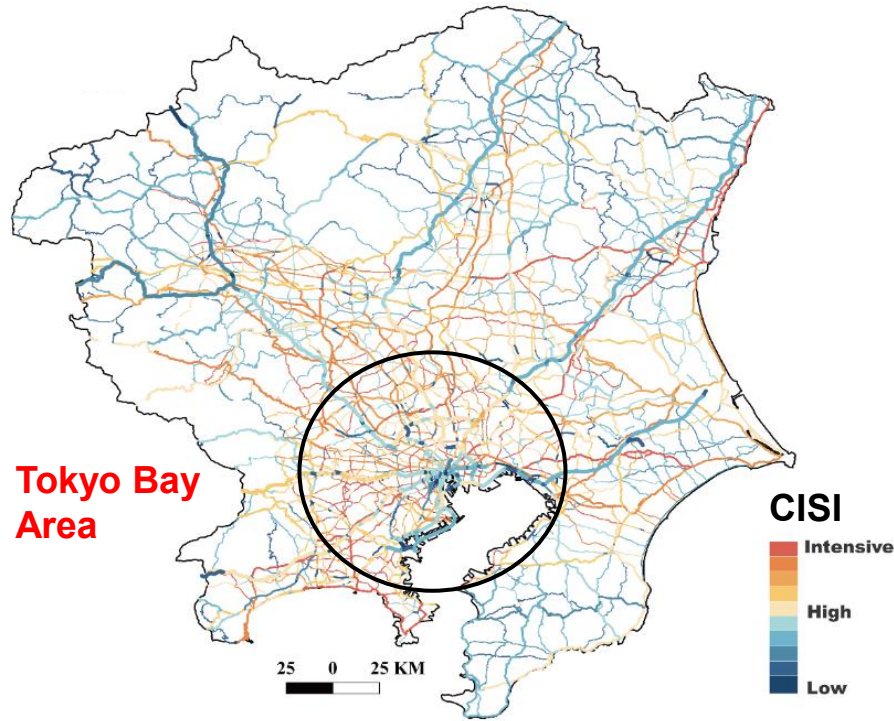 Tokyo Bay
Area
CISI
Intensive
High
Low
25 0 25 KM